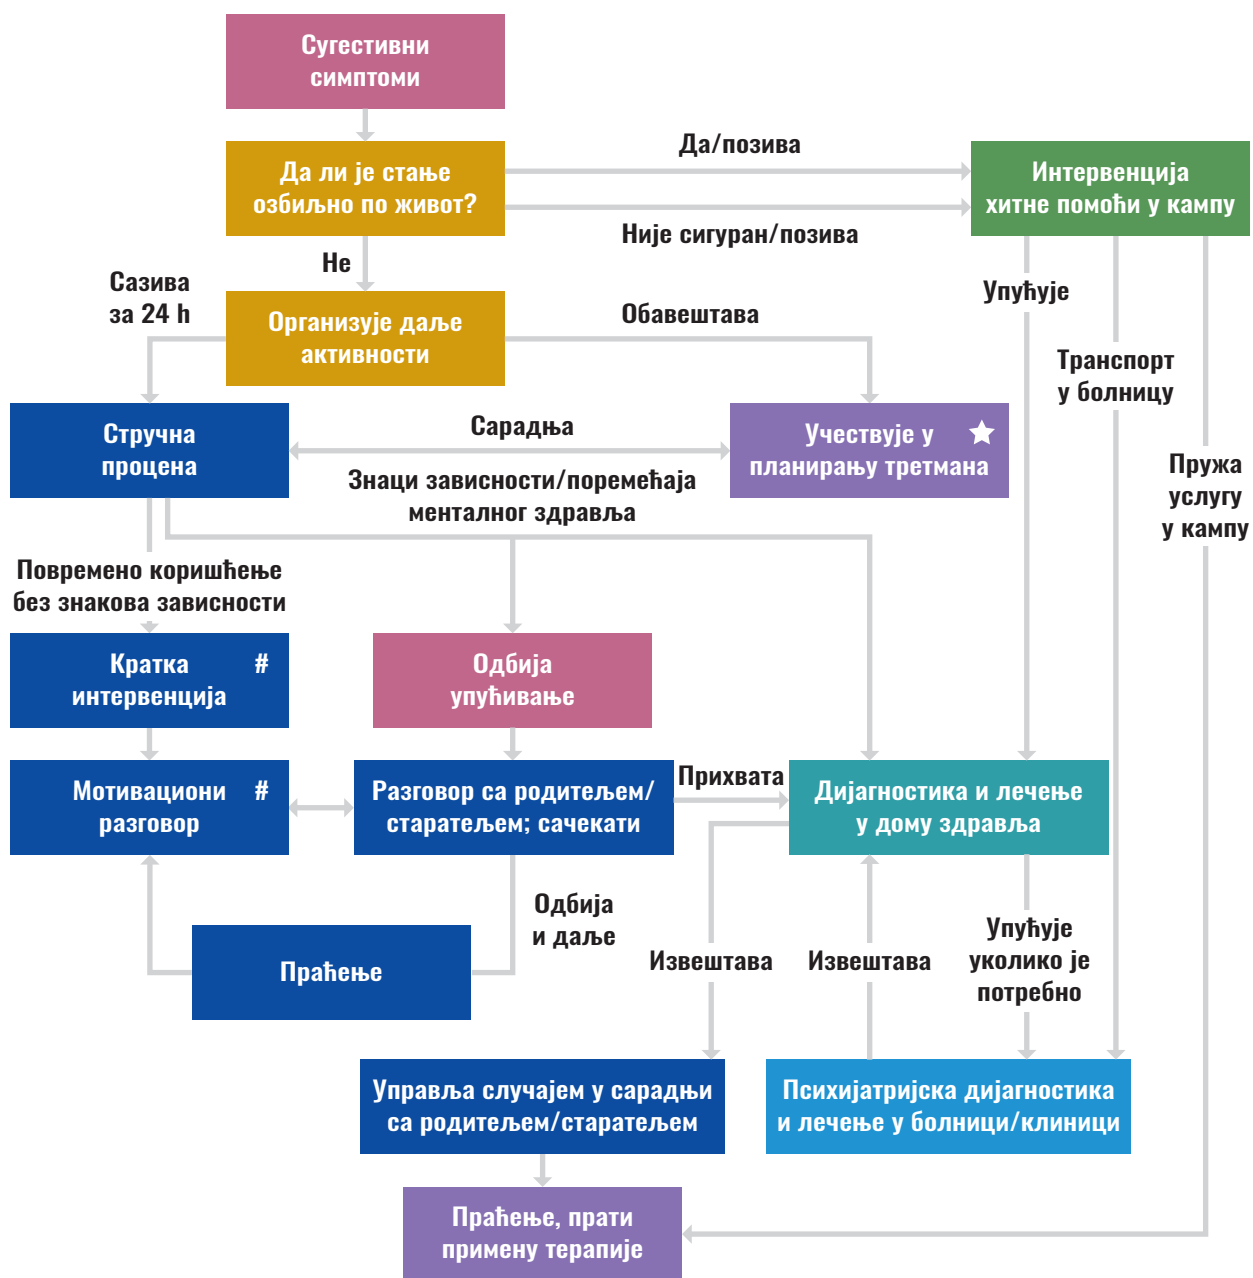 Сугестивни
симптоми
Да ли је стање
озбиљно по живот?
Да/позива
Није сигуран/позива
Интервенција
хитне помоћи у кампу
Не
Сазива
за 24 h
Организује даље
активности
Обавештава
Упућује
Транспорт
у болницу
Пружа
услугу
у кампу
Стручна
процена
Сарадња
Учествује у
планирању третмана
Знаци зависности/поремећаја
менталног здравља
Повремено коришћење
без знакова зависности
Кратка #
интервенција
Одбија
упућивање
Мотивациони #
разговор
Разговор са родитељем/
старатељем; сачекати
Прихвата
Дијагностика и лечење
у дому здравља
Одбија
и даље
Праћење
Извештава
Извештава
Упућује
уколико је
потребно
Управља случајем у сарадњи
са родитељем/старатељем
Психијатријска дијагностика
и лечење у болници/клиници
Праћење, прати
примену терапије